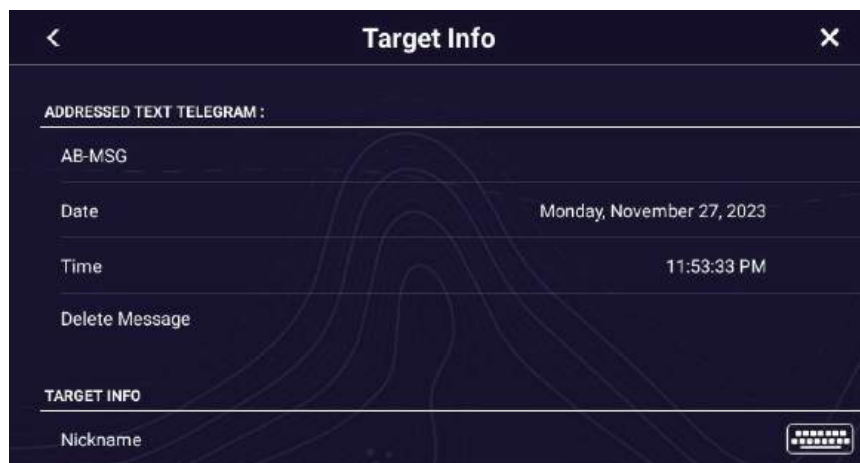 Target Info
ADDRESSED TEXT TELEGRAM :
AB-MSG
Date Monday, November 27, 2023
Time 11:53:33 PM
Delete Message
TARGET INFO
Nickname